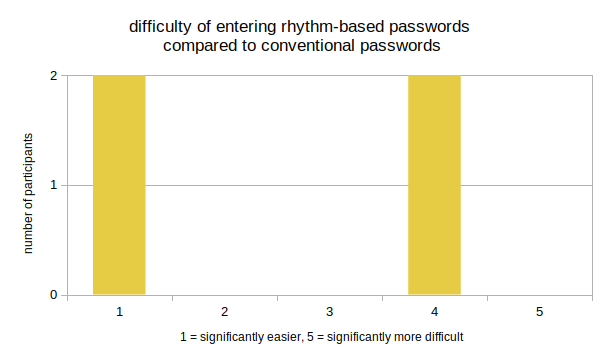 difficulty of entering rhythm-based passwords
compared to conventional passwords
number of participants
2
1
0
1 2 3 4 5
1 = significantly easier, 5 = significantly more difficult